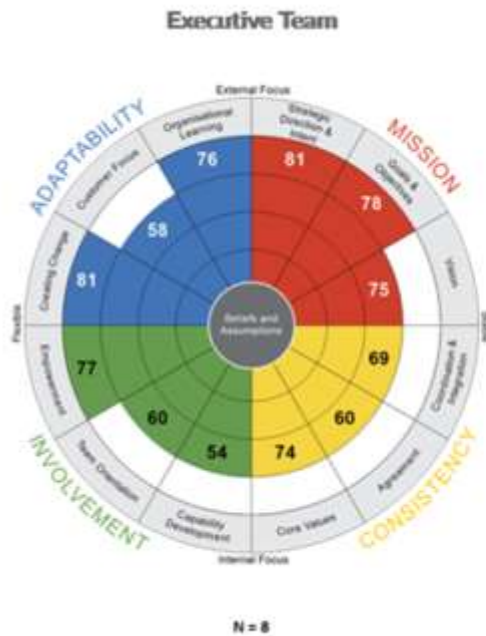 Executive Team
External Focus
ADAPTABILITY
MISSION
Organisational
Learning
Strategic
Direction &
Intent
Customer Focus
Goals &
Objectives
Creating Change
Vision
76
81
78
58
81
75
Flexible
Stable
Beliefs and
Assumptions
77
69
60
60
54
74
Empowerment
Coordination &
Integration
Team Orientation
Agreement
Capability
Development
Core Values
INVOLVEMENT
CONSISTENCY
Internal Focus
N = 8